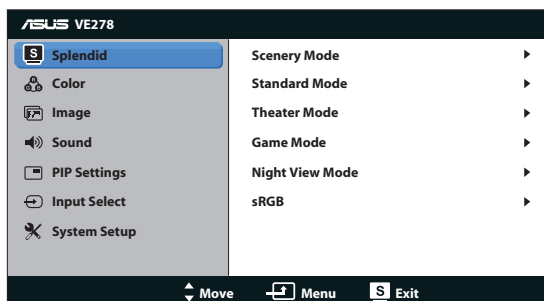 ASUS VE278
S Splendid
Color
Image
Sound
PIP Settings
Input Select
System Setup
Scenery Mode
Standard Mode
Theater Mode
Game Mode
Night View Mode
sRGB
Move Menu S Exit